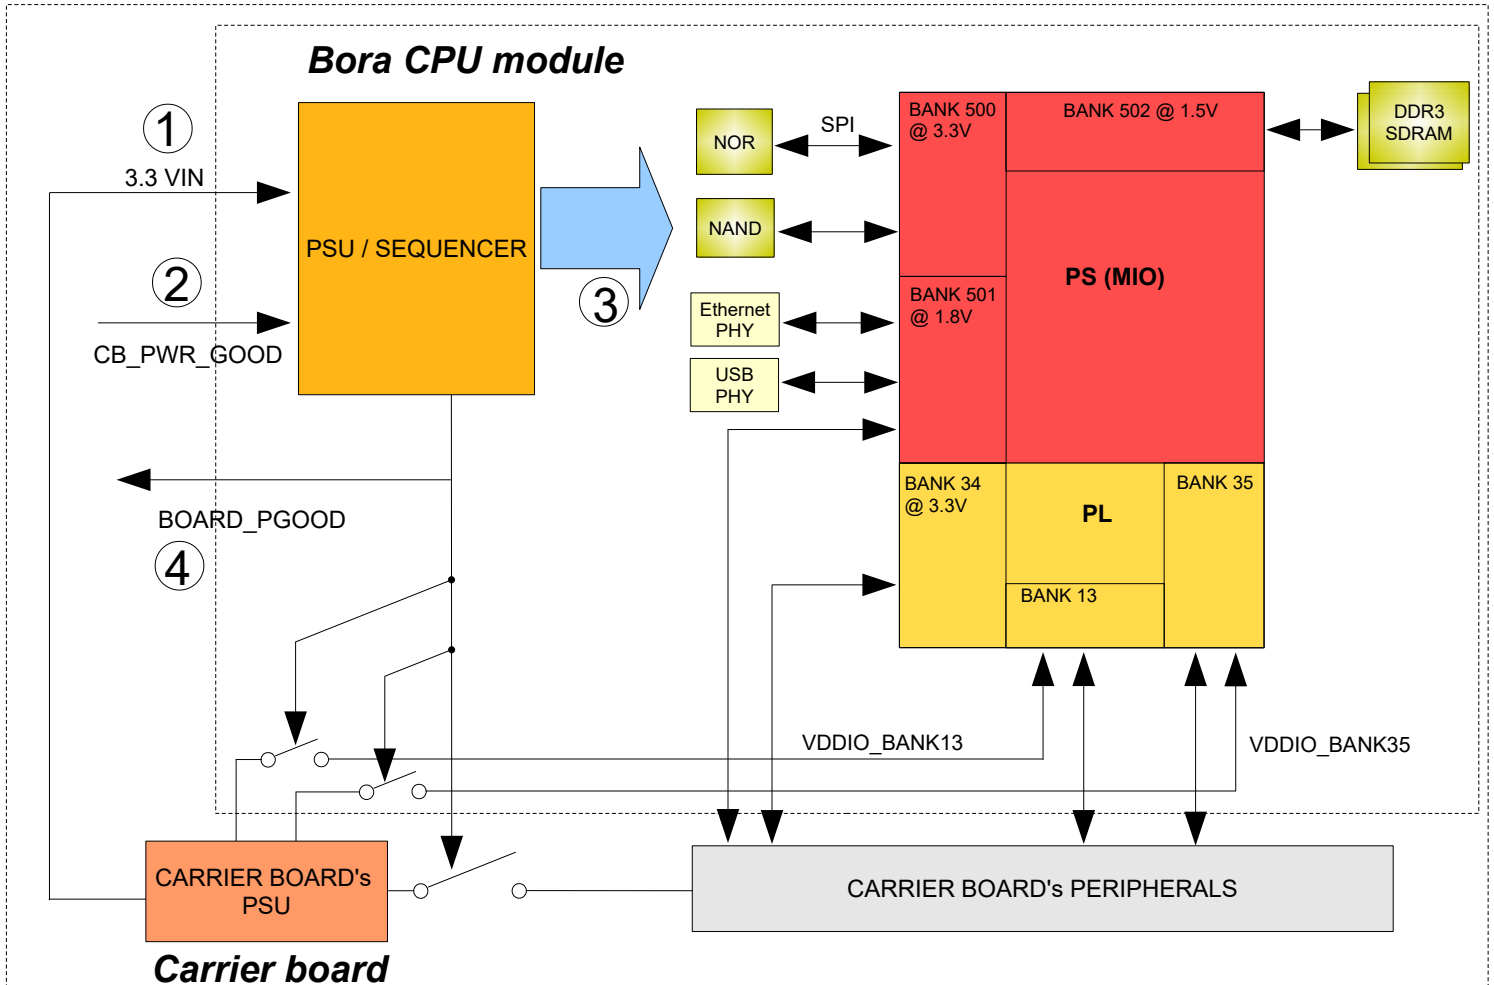 Bora CPU module
1
3.3 VIN
PSU / SEQUENCER
2
CB_PWR_GOOD
3
BOARD_PGOOD
4
NOR
SPI
NAND
Ethernet
PHY
USB
PHY
BANK 500
@ 3.3V
BANK 502 @ 1.5V
DDR3
SDRAM
PS (MIO)
BANK 501
@ 1.8V
BANK 34
@ 3.3V
PL
BANK 35
BANK 13
VDDIO_BANK13
VDDIO_BANK35
CARRIER BOARD's
PSU
CARRIER BOARD's PERIPHERALS
Carrier board